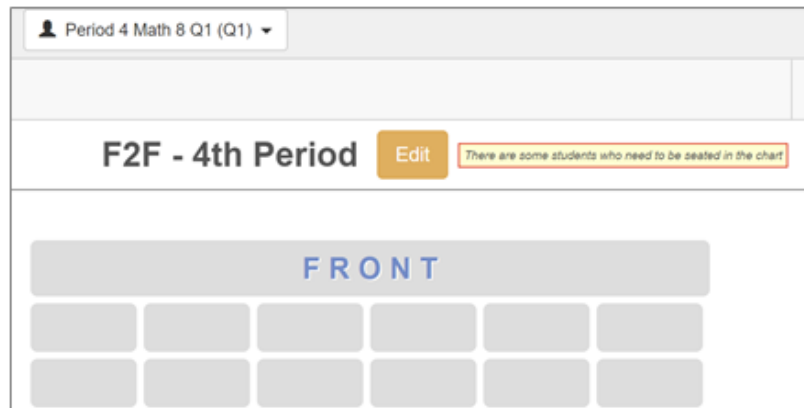 Period 4 Math 8 Q1 (Q1)
F2F - 4th Period
Edit
There are some students who need to be seated in the chart
FRONT